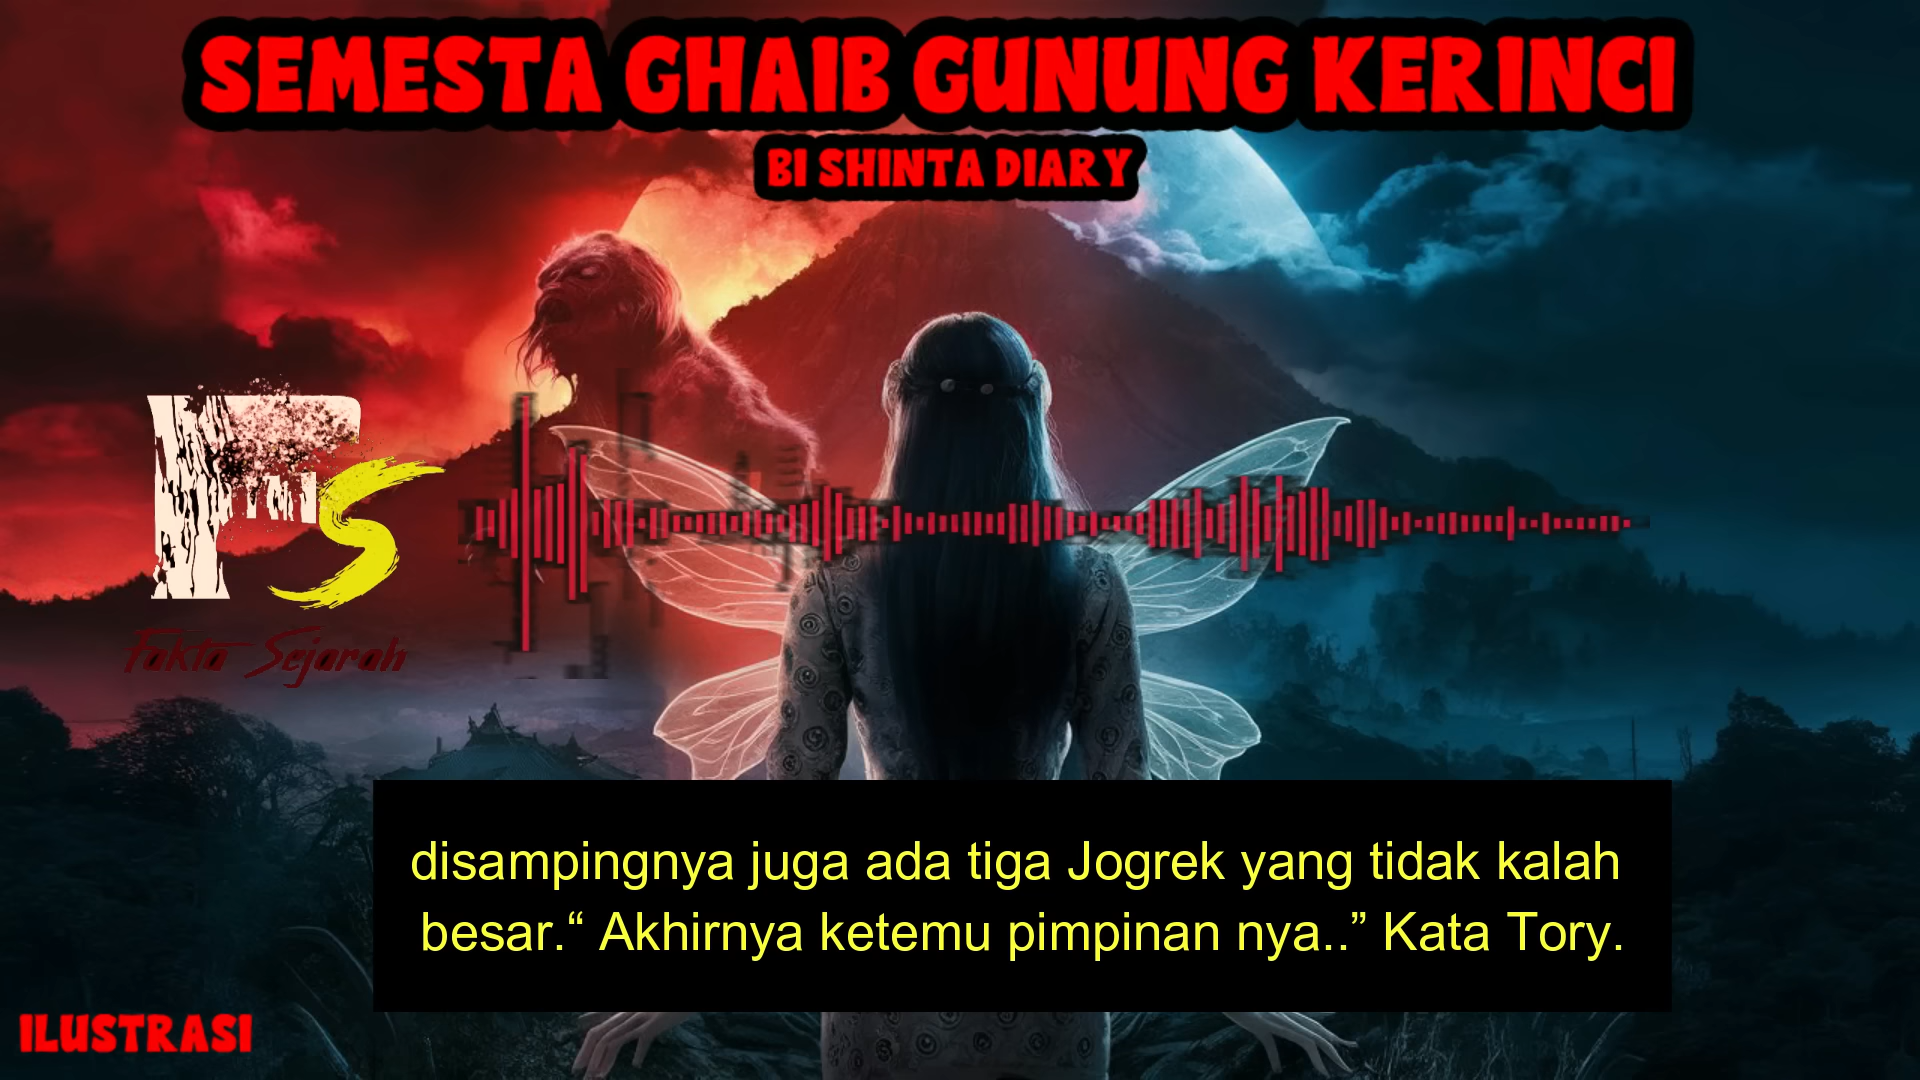 SEMESTA GHAIB GUNUNG KERINCI
BI SHINTA DIARY
FS
Fakta Sejarah
disampingnya juga ada tiga Jogrek yang tidak kalah
besar.“ Akhirnya ketemu pimpinan nya..” Kata Tory.
ILUSTRASI